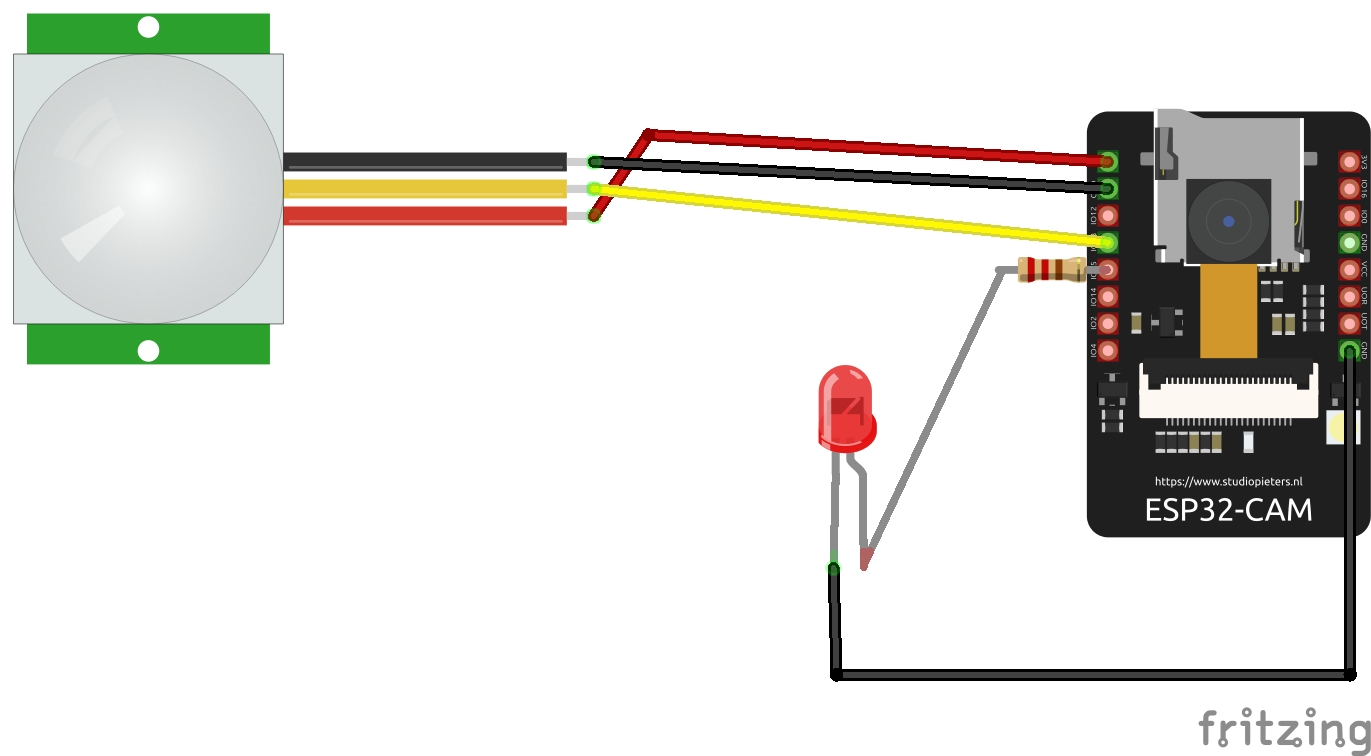 3V3
IO16
IO12
IO0
GND
VCC
IO14
U0R
IO2
U0T
IO4
GND
https://www.studiopieters.nl
ESP32-CAM
fritzing